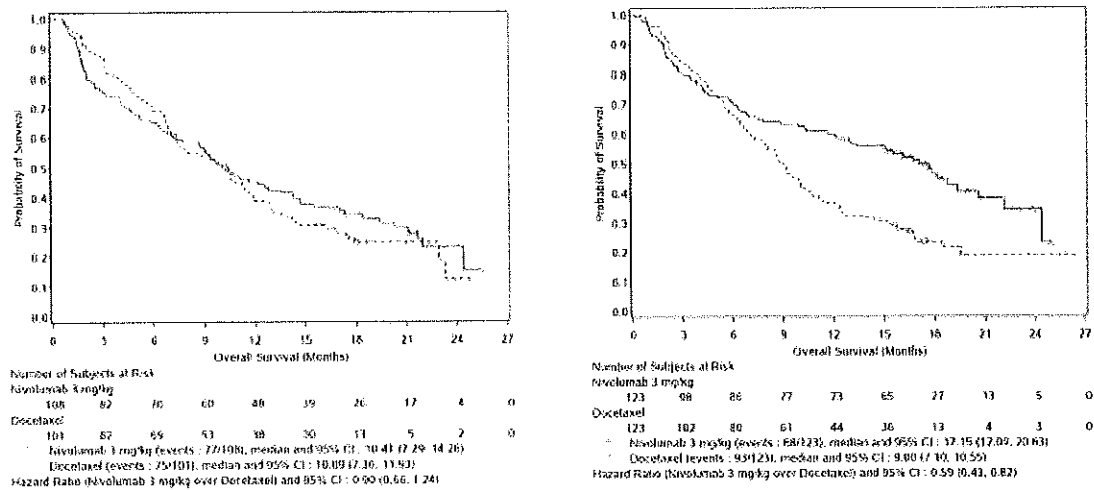 1.0
0.9
0.8
0.7
0.6
0.5
0.4
0.3
0.2
0.1
0.0
Probability of Survival
0 3 6 9 12 15 18 21 24 27
Overall Survival (Months)
Number of Subjects at Risk
Nivolumab 3 mg/kg
108 82 70 60 48 39 26 17 4 0
Docetaxel
101 87 69 53 38 30 13 5 2 0
Nivolumab 3 mg/kg (events : 77/108), median and 95% CI : 10.41 (7.29, 14.26)
Docetaxel (events : 75/101), median and 95% CI : 10.09 (7.36, 11.93)
Hazard Ratio (Nivolumab 3 mg/kg over Docetaxel) and 95% CI : 0.90 (0.66, 1.24)
1.0
0.9
0.8
0.7
0.6
0.5
0.4
0.3
0.2
0.1
0.0
Probability of Survival
0 3 6 9 12 15 18 21 24 27
Overall Survival (Months)
Number of Subjects at Risk
Nivolumab 3 mg/kg
123 98 86 77 73 65 27 13 5 0
Docetaxel
123 102 80 61 44 36 17 4 3 0
Nivolumab 3 mg/kg (events : 68/123), median and 95% CI : 17.15 (12.09, 20.63)
Docetaxel (events : 93/123), median and 95% CI : 9.00 (7.10, 10.55)
Hazard Ratio (Nivolumab 3 mg/kg over Docetaxel) and 95% CI : 0.59 (0.43, 0.82)